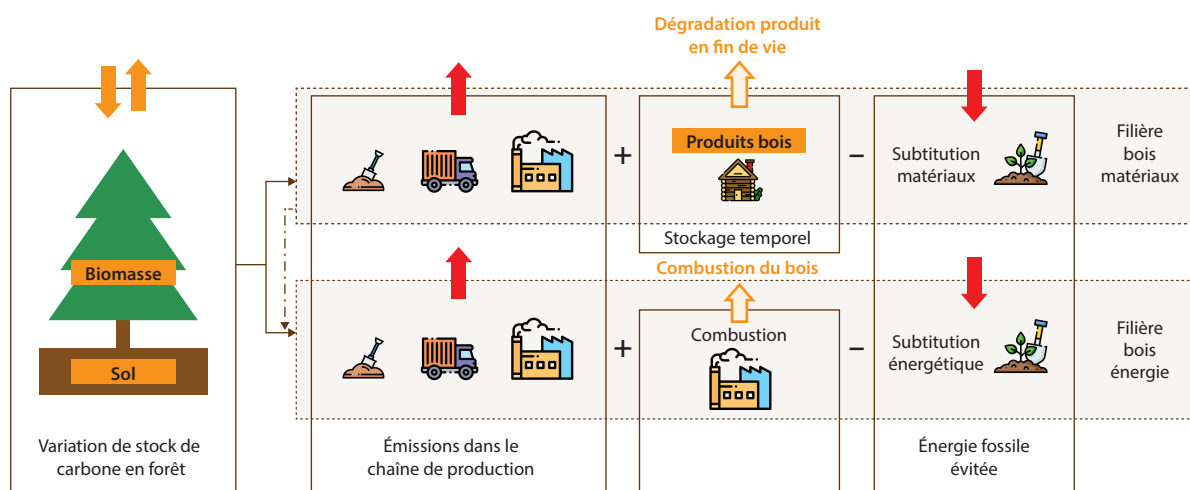 Dégradation produit
en fin de vie
Produits bois
Subtitution
matériaux
Filière
bois
matériaux
+
−
Stockage temporel
Biomasse
Sol
Combustion du bois
Combustion
+
−
Subtitution
énergétique
Filière
bois
énergie
Variation de stock de
carbone en forêt
Émissions dans le
chaîne de production
Énergie fossile
évitée